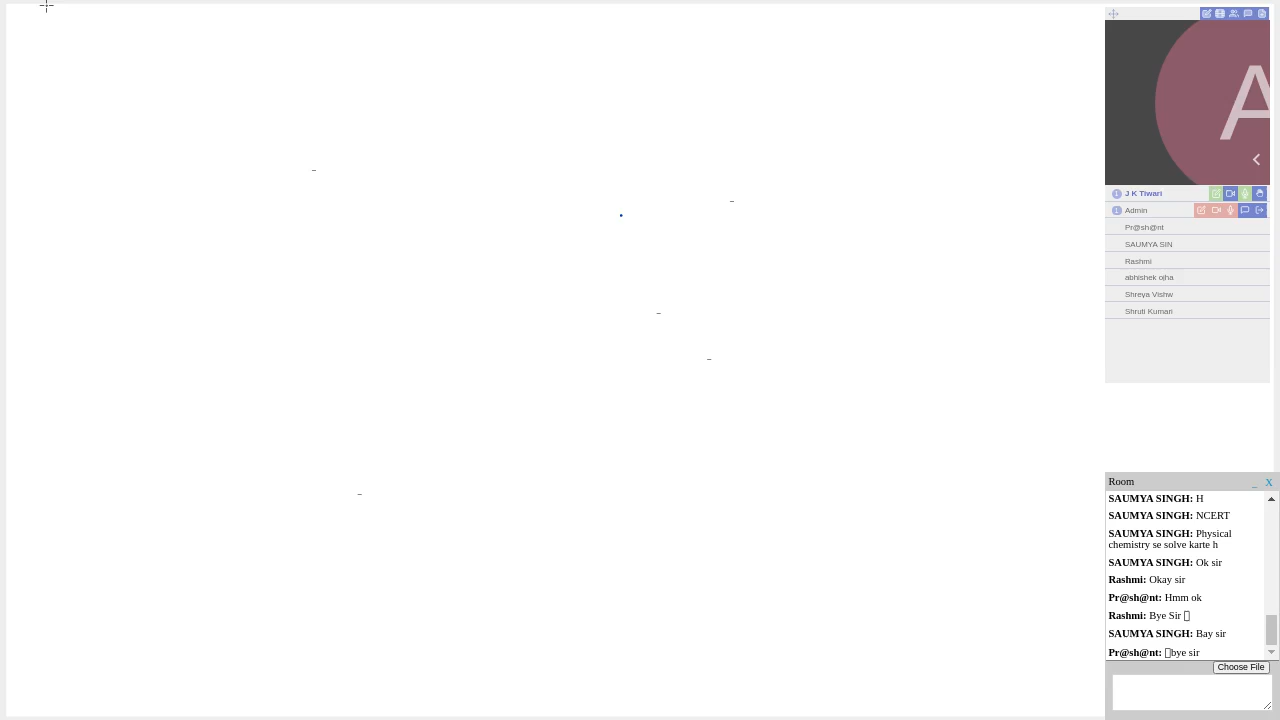 A
1 J K Tiwari
1 Admin
Pr@sh@nt
SAUMYA SIN
Rashmi
abhishek ojha
Shreya Vishw
Shruti Kumari
Room _ X
SAUMYA SINGH: H
SAUMYA SINGH: NCERT
SAUMYA SINGH: Physical
chemistry se solve karte h
SAUMYA SINGH: Ok sir
Rashmi: Okay sir
Pr@sh@nt: Hmm ok
Rashmi: Bye Sir
SAUMYA SINGH: Bay sir
Pr@sh@nt: bye sir
Choose File